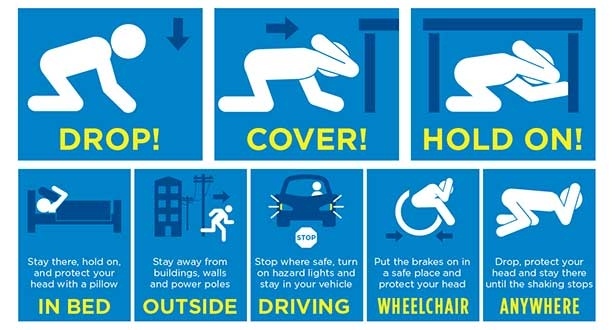 DROP!
COVER!
HOLD ON!
Stay there, hold on,
and protect your
head with a pillow
IN BED
Stay away from
buildings, walls
and power poles
OUTSIDE
STOP
Stop where safe, turn
on hazard lights and
stay in your vehicle
DRIVING
Put the brakes on in
a safe place and
protect your head
WHEELCHAIR
Drop, protect your
head and stay there
until the shaking stops
ANYWHERE